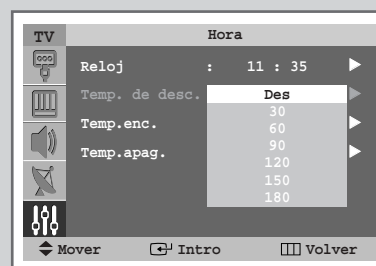 TV Hora
Reloj : 11 : 35
Temp. de desc. Des
30
Temp.enc. 60
90
Temp.apag. 120
150
180
Mover Intro Volver